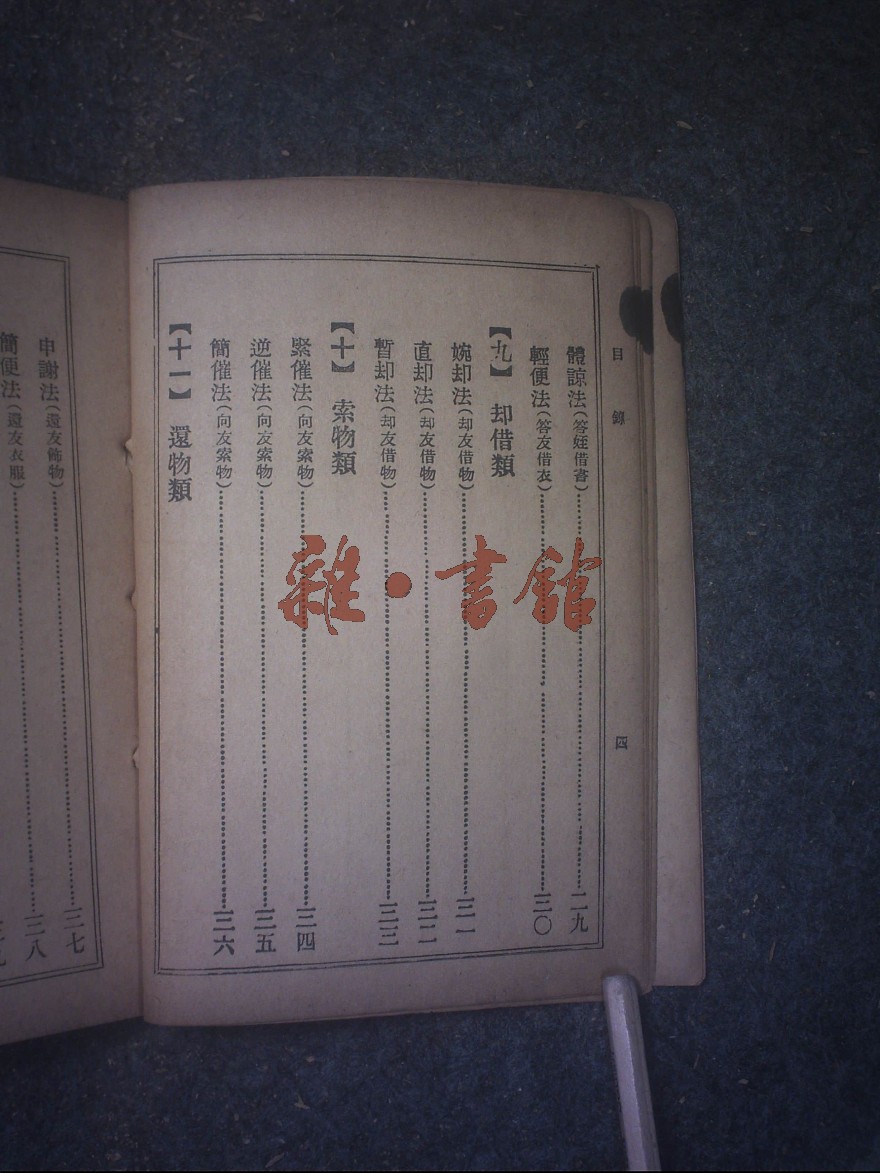 目錄
四
體諒法(答姪借書)……二九
輕便法(答友借衣)……三〇
【九】 却借類
婉却法(却友借物)……三一
直却法(却友借物)……三二
暫却法(却友借物)……三三
【十】 索物類
緊催法(向友索物)……三四
逆催法(向友索物)……三五
簡催法(向友索物)……三六
【十一】 還物類
申謝法(還友飾物)……三七
簡便法(還友衣服)……三八
雜·書館